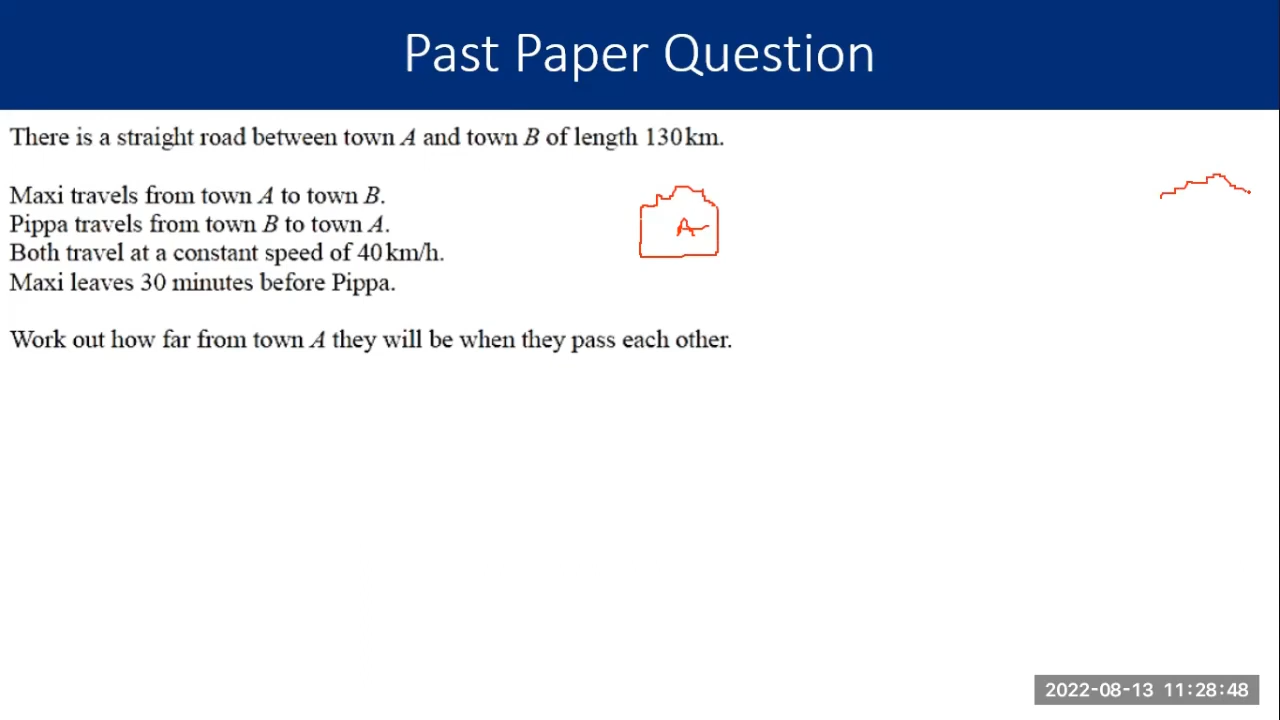 Past Paper Question
There is a straight road between town A and town B of length 130 km.
Maxi travels from town A to town B.
Pippa travels from town B to town A.
Both travel at a constant speed of 40 km/h.
Maxi leaves 30 minutes before Pippa.
A
Work out how far from town A they will be when they pass each other.
2022-08-13 11:28:48